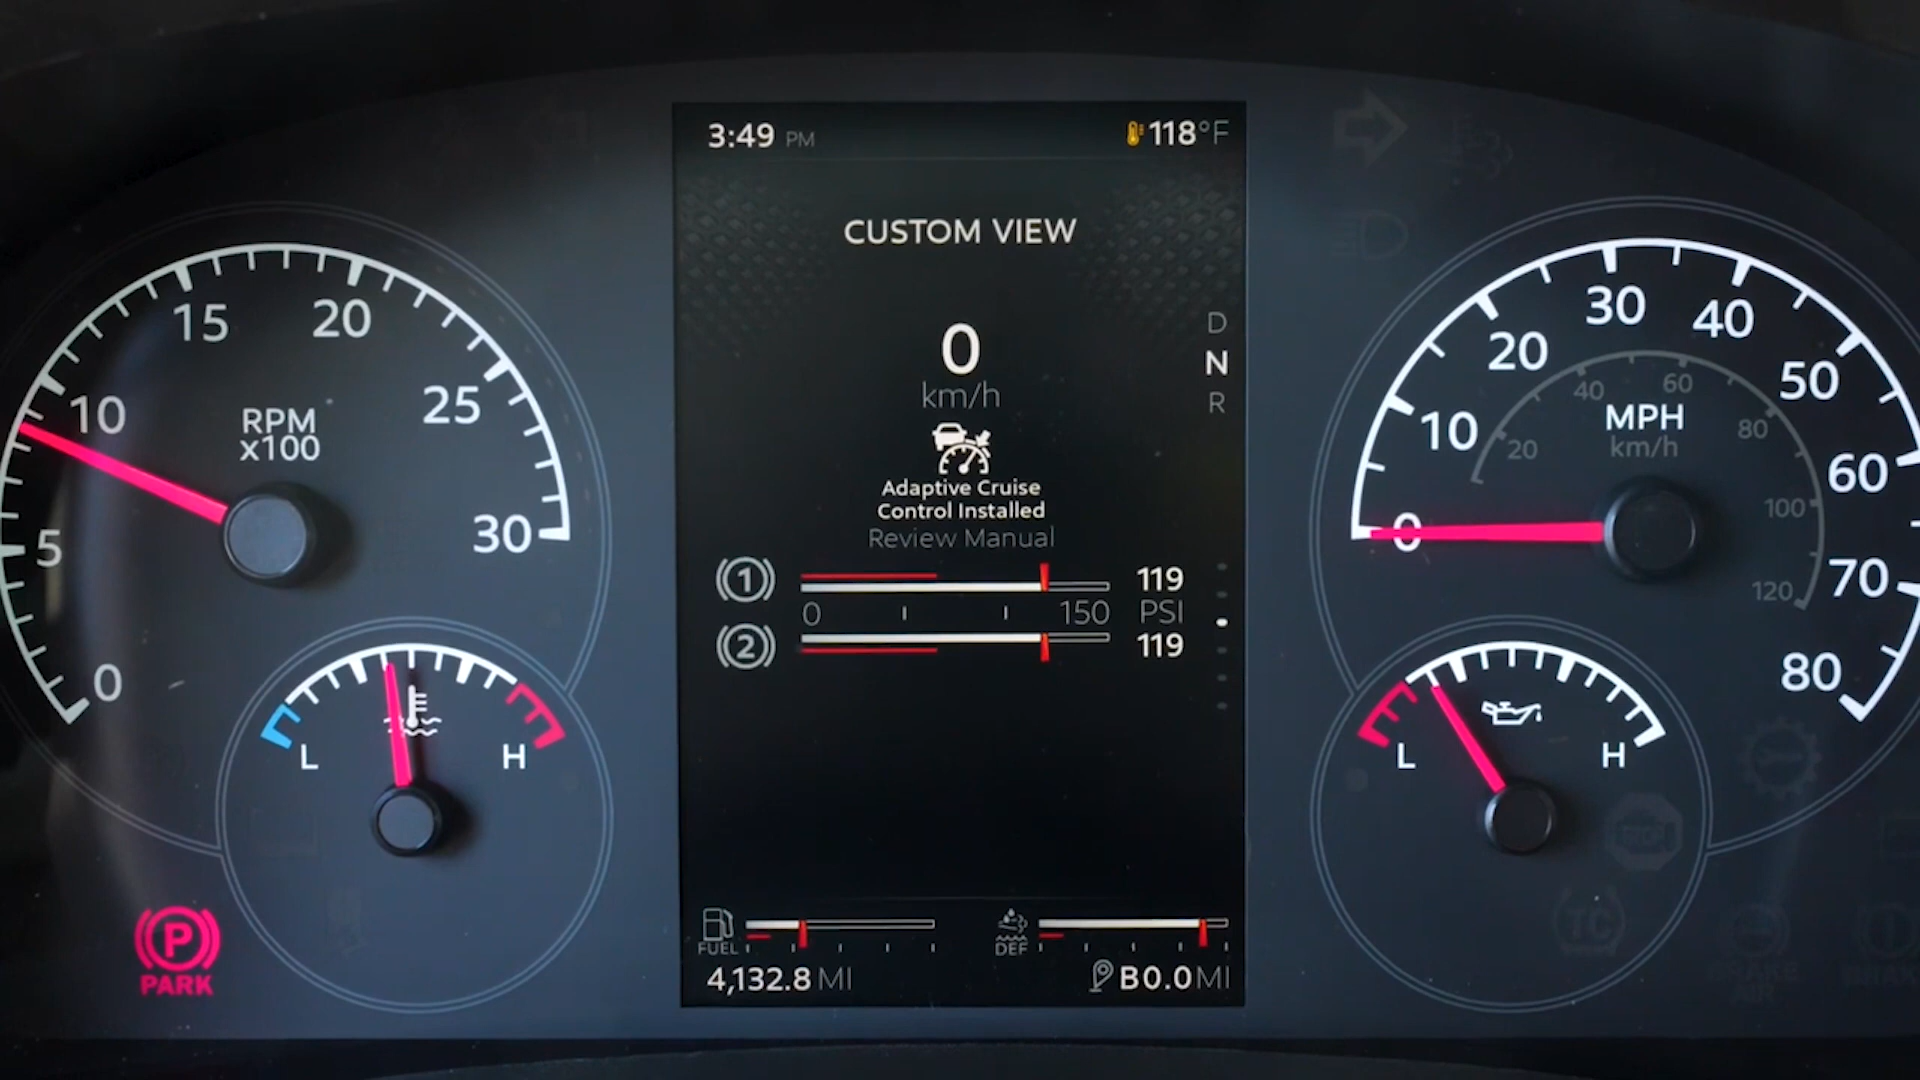 3:49 PM
118°F
CUSTOM VIEW
0
km/h
D
N
R
Adaptive Cruise
Control Installed
Review Manual
1
119
0
150
PSI
2
119
FUEL
DEF
4,132.8 MI
B0.0MI
0
5
10
15
20
25
30
RPM
x100
L
H
P
PARK
0
10
20
30
40
50
60
70
80
MPH
km/h
20
40
60
80
100
120
L
H
TC